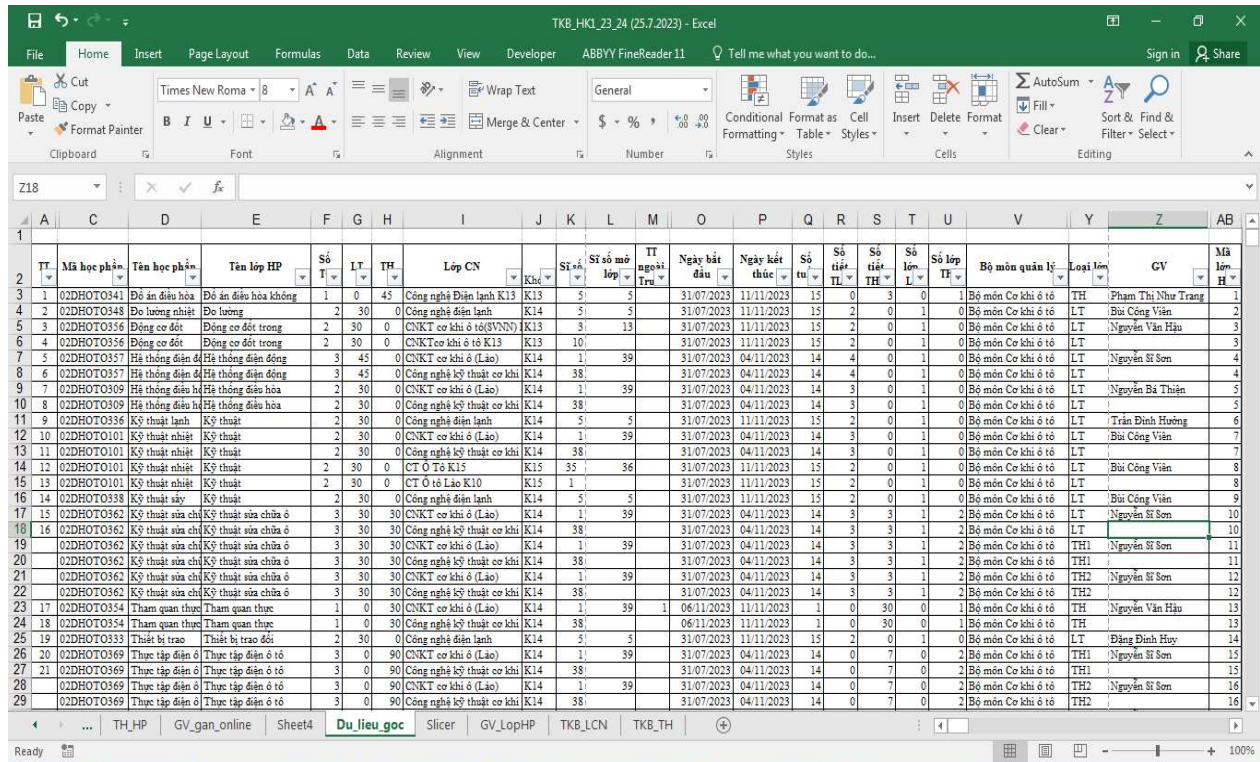 TKB_HK1_23_24 (25.7.2023) - Excel
File Home Insert Page Layout Formulas Data Review View Developer ABBYY FineReader 11 Tell me what you want to do... Sign in Share
Cut
Copy
Format Painter
Paste
Times New Roma 8
B I U
Wrap Text
Merge & Center
General
$ % ,
Conditional Formatting
Format as Table
Cell Styles
Insert Delete Format
AutoSum
Fill
Clear
Sort & Filter
Find & Select
Clipboard Font Alignment Number Styles Cells Editing
Z18 fx
A C D E F G H I J K L M O P Q R S T U V Y Z AB
1
2 TT Mã học phần Tên học phần Tên lớp HP Số LT TH Lớp CN Sĩ số Sĩ số mở lớp TT Ngày bắt đầu Ngày kết thúc Số Số tiết Số tiết Số lớp Số lớp Bộ môn quản lý Loại lớp GV Mã
3 1 02DHOTO341 Đồ án điều hòa Đồ án điều hòa không 1 0 45 Công nghệ Điện lạnh K13 K13 5 5 31/07/2023 11/11/2023 15 0 3 0 1 Bộ môn Cơ khí ô tô TH Phạm Thị Như Trang 1
4 2 02DHOTO348 Đo lường nhiệt Đo lường 2 30 0 Công nghệ điện lạnh K14 5 5 31/07/2023 11/11/2023 15 2 0 1 0 Bộ môn Cơ khí ô tô LT Bùi Công Viên 2
5 3 02DHOTO356 Động cơ đốt Động cơ đốt trong 2 30 0 CNKT cơ khí ô tô(SVNN) K13 3 13 31/07/2023 11/11/2023 15 2 0 1 0 Bộ môn Cơ khí ô tô LT Nguyễn Văn Hậu 3
6 4 02DHOTO356 Động cơ đốt Động cơ đốt trong 2 30 0 CNKTcơ khí ô tô K13 K13 10 31/07/2023 11/11/2023 15 2 0 1 0 Bộ môn Cơ khí ô tô LT 3
7 5 02DHOTO357 Hệ thống điện Hệ thống điện động 3 45 0 CNKT cơ khí ô (Lào) K14 1 39 31/07/2023 04/11/2023 14 4 0 1 0 Bộ môn Cơ khí ô tô LT Nguyễn Sĩ Sơn 4
8 6 02DHOTO357 Hệ thống điện Hệ thống điện động 3 45 0 Công nghệ kỹ thuật cơ khí K14 38 31/07/2023 04/11/2023 14 4 0 1 0 Bộ môn Cơ khí ô tô LT 4
9 7 02DHOTO309 Hệ thống điều Hệ thống điều hòa 2 30 0 CNKT cơ khí ô (Lào) K14 1 39 31/07/2023 04/11/2023 14 3 0 1 0 Bộ môn Cơ khí ô tô LT Nguyễn Bá Thiện 5
10 8 02DHOTO309 Hệ thống điều Hệ thống điều hòa 2 30 0 Công nghệ kỹ thuật cơ khí K14 38 31/07/2023 04/11/2023 14 3 0 1 0 Bộ môn Cơ khí ô tô LT 5
11 9 02DHOTO336 Kỹ thuật lạnh Kỹ thuật 2 30 0 Công nghệ điện lạnh K14 5 5 31/07/2023 11/11/2023 15 2 0 1 0 Bộ môn Cơ khí ô tô LT Trần Đình Hướng 6
12 10 02DHOTO101 Kỹ thuật nhiệt Kỹ thuật 2 30 0 CNKT cơ khí ô (Lào) K14 1 39 31/07/2023 04/11/2023 14 3 0 1 0 Bộ môn Cơ khí ô tô LT Bùi Công Viên 7
13 11 02DHOTO101 Kỹ thuật nhiệt Kỹ thuật 2 30 0 Công nghệ kỹ thuật cơ khí K14 38 31/07/2023 04/11/2023 14 3 0 1 0 Bộ môn Cơ khí ô tô LT 7
14 12 02DHOTO101 Kỹ thuật nhiệt Kỹ thuật 2 30 0 CT Ô Tô K15 K15 35 36 31/07/2023 11/11/2023 15 2 0 1 0 Bộ môn Cơ khí ô tô LT Bùi Công Viên 8
15 13 02DHOTO101 Kỹ thuật nhiệt Kỹ thuật 2 30 0 CT Ô tô Lào K10 K15 1 31/07/2023 11/11/2023 15 2 0 1 0 Bộ môn Cơ khí ô tô LT 8
16 14 02DHOTO338 Kỹ thuật sấy Kỹ thuật 2 30 0 Công nghệ điện lạnh K14 5 5 31/07/2023 11/11/2023 15 2 0 1 0 Bộ môn Cơ khí ô tô LT Bùi Công Viên 9
17 15 02DHOTO362 Kỹ thuật sửa Kỹ thuật sửa chữa ô 3 30 30 CNKT cơ khí ô (Lào) K14 1 39 31/07/2023 04/11/2023 14 3 3 1 2 Bộ môn Cơ khí ô tô LT Nguyễn Sĩ Sơn 10
18 16 02DHOTO362 Kỹ thuật sửa Kỹ thuật sửa chữa ô 3 30 30 Công nghệ kỹ thuật cơ khí K14 38 31/07/2023 04/11/2023 14 3 3 1 2 Bộ môn Cơ khí ô tô LT 10
19 02DHOTO362 Kỹ thuật sửa Kỹ thuật sửa chữa ô 3 30 30 CNKT cơ khí ô (Lào) K14 1 39 31/07/2023 04/11/2023 14 3 3 1 2 Bộ môn Cơ khí ô tô TH1 Nguyễn Sĩ Sơn 11
20 02DHOTO362 Kỹ thuật sửa Kỹ thuật sửa chữa ô 3 30 30 Công nghệ kỹ thuật cơ khí K14 38 31/07/2023 04/11/2023 14 3 3 1 2 Bộ môn Cơ khí ô tô TH1 11
21 02DHOTO362 Kỹ thuật sửa Kỹ thuật sửa chữa ô 3 30 30 CNKT cơ khí ô (Lào) K14 1 39 31/07/2023 04/11/2023 14 3 3 1 2 Bộ môn Cơ khí ô tô TH2 Nguyễn Sĩ Sơn 12
22 02DHOTO362 Kỹ thuật sửa Kỹ thuật sửa chữa ô 3 30 30 Công nghệ kỹ thuật cơ khí K14 38 31/07/2023 04/11/2023 14 3 3 1 2 Bộ môn Cơ khí ô tô TH2 12
23 17 02DHOTO354 Tham quan thực Tham quan thực 1 0 30 CNKT cơ khí ô (Lào) K14 1 39 1 06/11/2023 11/11/2023 1 0 30 0 1 Bộ môn Cơ khí ô tô TH Nguyễn Văn Hậu 13
24 18 02DHOTO354 Tham quan thực Tham quan thực 1 0 30 Công nghệ kỹ thuật cơ khí K14 38 06/11/2023 11/11/2023 1 0 30 0 1 Bộ môn Cơ khí ô tô TH 13
25 19 02DHOTO333 Thiết bị trao Thiết bị trao đổi 2 30 0 Công nghệ điện lạnh K14 5 5 31/07/2023 11/11/2023 15 2 0 1 0 Bộ môn Cơ khí ô tô LT Đặng Đình Huy 14
26 20 02DHOTO369 Thực tập điện ô Thực tập điện ô tô 3 0 90 CNKT cơ khí ô (Lào) K14 1 39 31/07/2023 04/11/2023 14 0 7 0 2 Bộ môn Cơ khí ô tô TH1 Nguyễn Sĩ Sơn 15
27 21 02DHOTO369 Thực tập điện ô Thực tập điện ô tô 3 0 90 Công nghệ kỹ thuật cơ khí K14 38 31/07/2023 04/11/2023 14 0 7 0 2 Bộ môn Cơ khí ô tô TH1 15
28 02DHOTO369 Thực tập điện ô Thực tập điện ô tô 3 0 90 CNKT cơ khí ô (Lào) K14 1 39 31/07/2023 04/11/2023 14 0 7 0 2 Bộ môn Cơ khí ô tô TH2 Nguyễn Sĩ Sơn 16
29 02DHOTO369 Thực tập điện ô Thực tập điện ô tô 3 0 90 Công nghệ kỹ thuật cơ khí K14 38 31/07/2023 04/11/2023 14 0 7 0 2 Bộ môn Cơ khí ô tô TH2 16
... TH_HP GV_gan_online Sheet4 Du_lieu_goc Slicer GV_LopHP TKB_LCN TKB_TH
Ready 100%